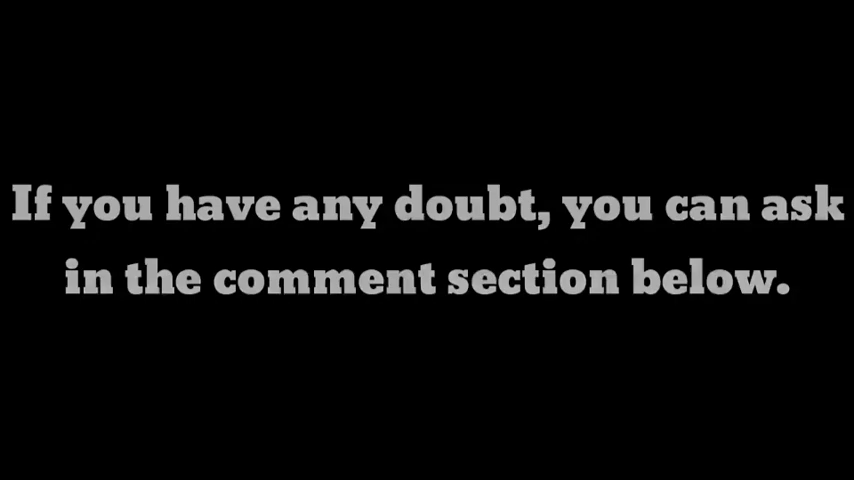 If you have any doubt, you can ask
in the comment section below.